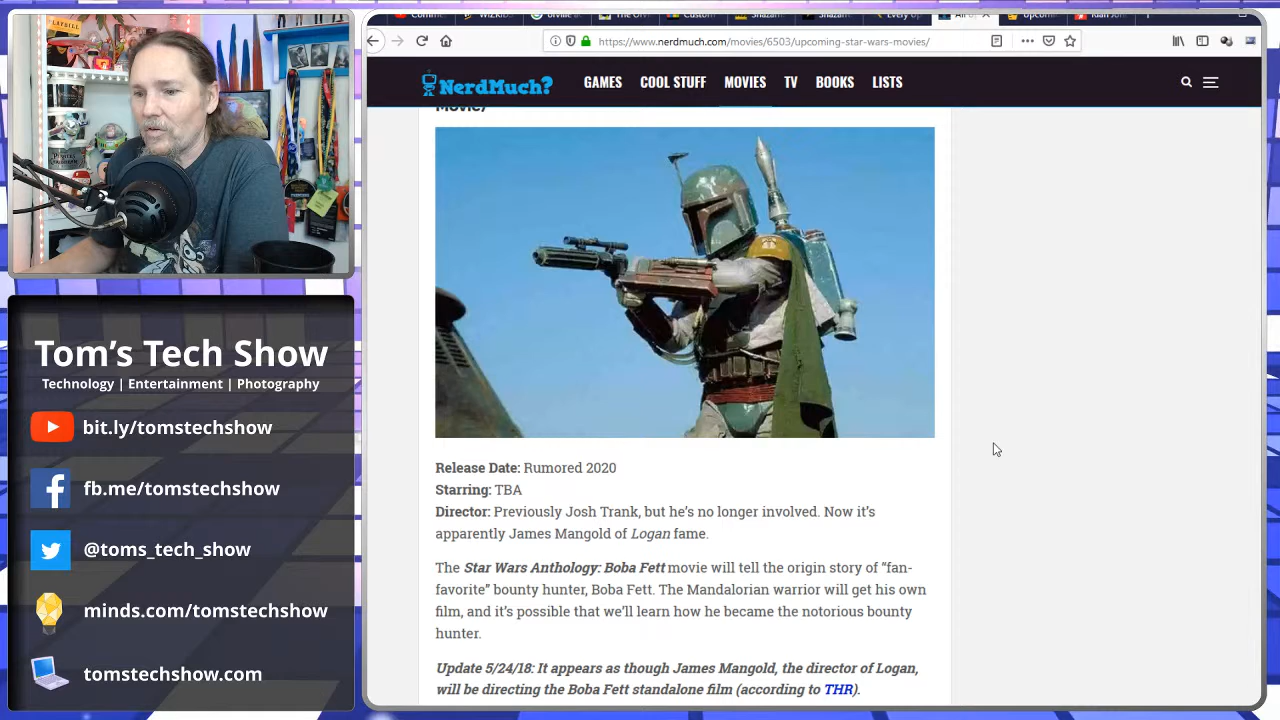 https://www.nerdmuch.com/movies/6503/upcoming-star-wars-movies/
NerdMuch?
GAMES
COOL STUFF
MOVIES
TV
BOOKS
LISTS
Release Date: Rumored 2020
Starring: TBA
Director: Previously Josh Trank, but he's no longer involved. Now it's
apparently James Mangold of Logan fame.
The Star Wars Anthology: Boba Fett movie will tell the origin story of "fan-
favorite" bounty hunter, Boba Fett. The Mandalorian warrior will get his own
film, and it's possible that we'll learn how he became the notorious bounty
hunter.
Update 5/24/18: It appears as though James Mangold, the director of Logan,
will be directing the Boba Fett standalone film (according to THR).
Tom's Tech Show
Technology | Entertainment | Photography
bit.ly/tomstechshow
fb.me/tomstechshow
@toms_tech_show
minds.com/tomstechshow
tomstechshow.com